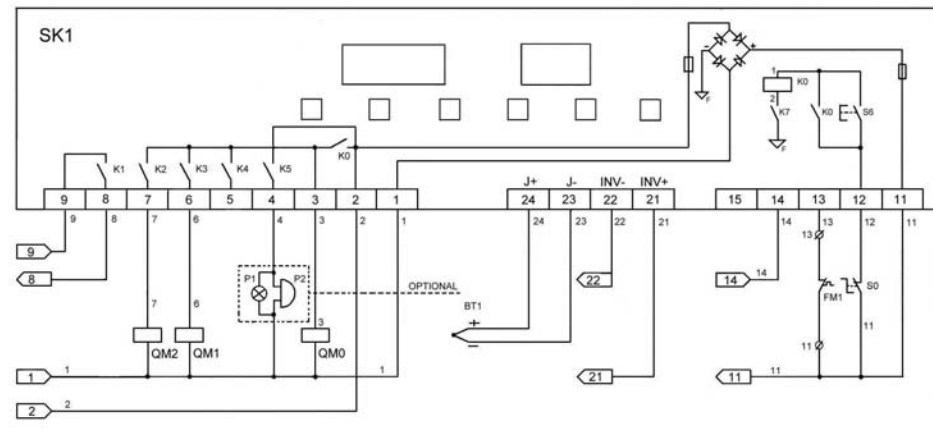 SK1
- +
1 K0
2 K7 K0 S6
F F
K0
K1 K2 K3 K4 K5
J+ J- INV- INV+
9 8 7 6 5 4 3 2 1 24 23 22 21 15 14 13 12 11
9 8 7 6 4 3 2 1 24 23 22 21 14 13 12 11
13
9
8
P1 P2
OPTIONAL
22
14 14
FM1 S0
BT1
+
-
7 6 3 11
QM2 QM1 QM0
11
1 1 1 21 11 11
2 2